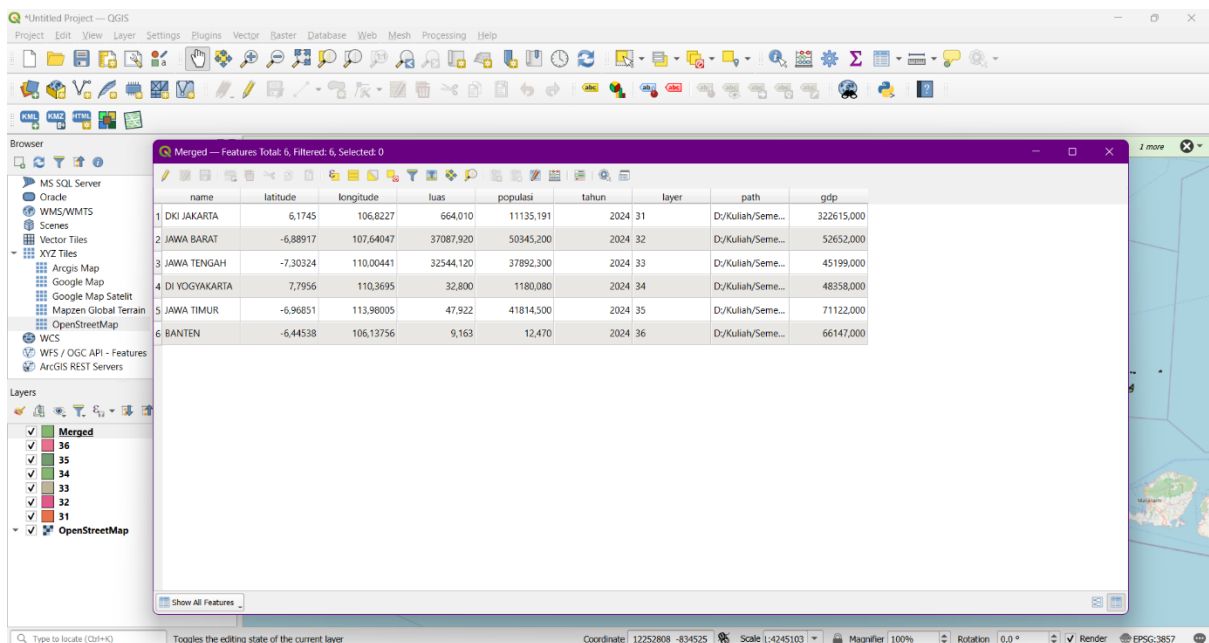 *Untitled Project — QGIS
Project Edit View Layer Settings Plugins Vector Raster Database Web Mesh Processing Help
KML KMZ HTML
Browser
1 more
Merged — Features Total: 6, Filtered: 6, Selected: 0
MS SQL Server
Oracle
WMS/WMTS
Scenes
Vector Tiles
XYZ Tiles
Arcgis Map
Google Map
Google Map Satelit
Mapzen Global Terrain
OpenStreetMap
WCS
WFS / OGC API - Features
ArcGIS REST Servers
name latitude longitude luas populasi tahun layer path gdp
1 DKI JAKARTA 6,1745 106,8227 664,010 11135,191 2024 31 D:/Kuliah/Seme... 322615,000
2 JAWA BARAT -6,88917 107,64047 37087,920 50345,200 2024 32 D:/Kuliah/Seme... 52652,000
3 JAWA TENGAH -7,30324 110,00441 32544,120 37892,300 2024 33 D:/Kuliah/Seme... 45199,000
4 DI YOGYAKARTA 7,7956 110,3695 32,800 1180,080 2024 34 D:/Kuliah/Seme... 48358,000
5 JAWA TIMUR -6,96851 113,98005 47,922 41814,500 2024 35 D:/Kuliah/Seme... 71122,000
6 BANTEN -6,44538 106,13756 9,163 12,470 2024 36 D:/Kuliah/Seme... 66147,000
Layers
Merged
36
35
34
33
32
31
OpenStreetMap
Show All Features
Type to locate (Ctrl+K) Toggles the editing state of the current layer Coordinate 12252808 -834525 Scale 1:4245103 Magnifier 100% Rotation 0,0 ° Render EPSG:3857